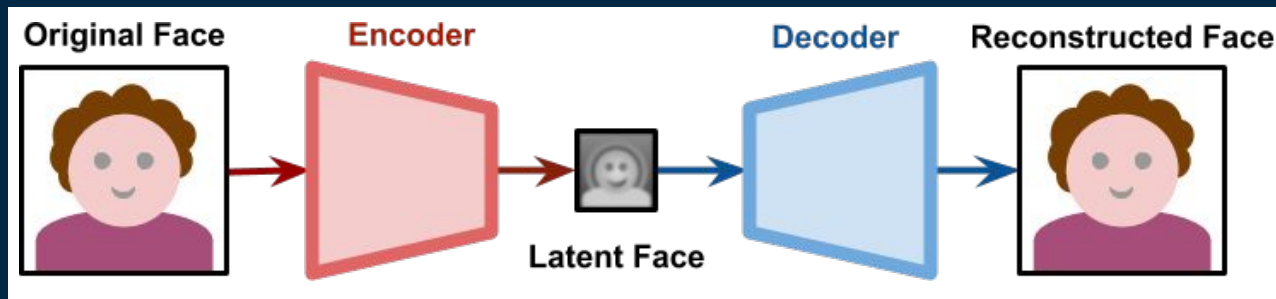 Original Face
Encoder
Decoder
Reconstructed Face
Latent Face